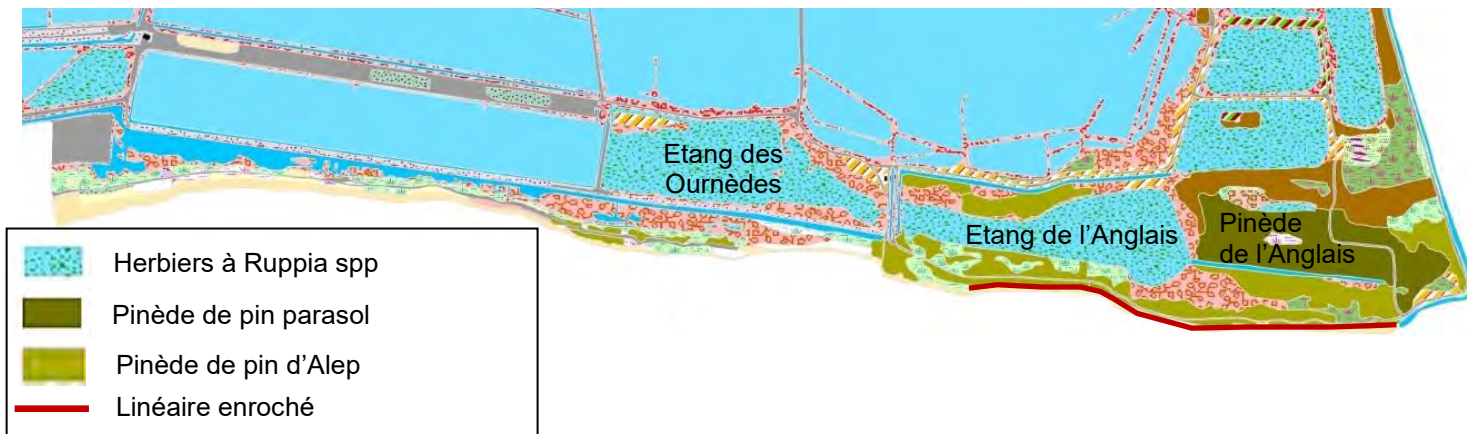 Etang des
Ournèdes
Etang de l’Anglais
Pinède
de l’Anglais
Herbiers à Ruppia spp
Pinède de pin parasol
Pinède de pin d’Alep
Linéaire enroché